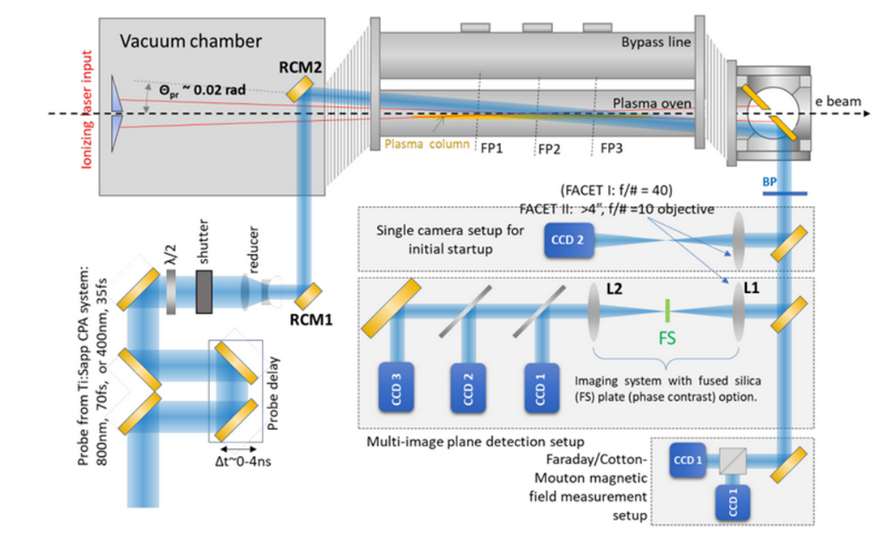 Vacuum chamber
Ionizing laser input
RCM2
Θpr ~ 0.02 rad
Bypass line
Plasma oven
e beam
Plasma column
FP1
FP2
FP3
BP
(FACET I: f/# = 40)
FACET II:  >4", f/# =10 objective
Single camera setup for
initial startup
CCD 2
λ/2
shutter
reducer
RCM1
Probe from Ti:Sapp CPA system:
800nm, 70fs, or 400nm, 35fs
Probe delay
Δt~0-4ns
L2
L1
FS
CCD 3
CCD 2
CCD 1
Imaging system with fused silica
(FS) plate (phase contrast) option.
Multi-image plane detection setup
Faraday/Cotton-
Mouton magnetic
field measurement
setup
CCD 1
CCD1